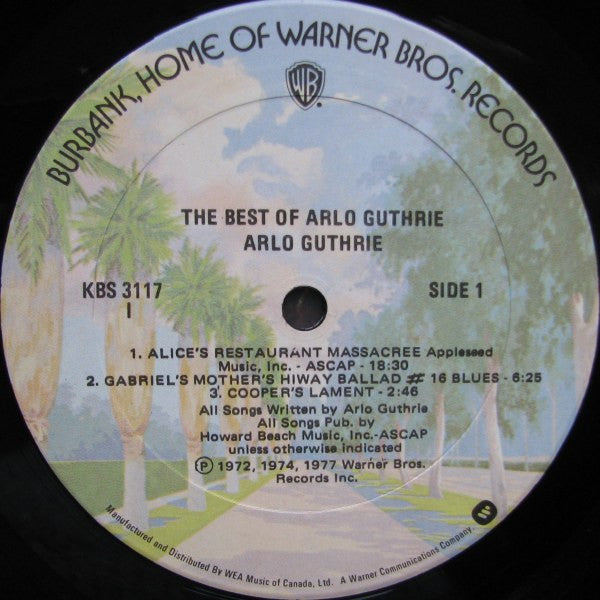 BURBANK, HOME OF WARNER BROS. RECORDS
WB
THE BEST OF ARLO GUTHRIE
ARLO GUTHRIE
KBS 3117
SIDE 1
1
1. ALICE'S RESTAURANT MASSACREE Appleseed
Music, Inc. - ASCAP - 18:30
2. GABRIEL'S MOTHER'S HIWAY BALLAD # 16 BLUES - 6:25
3. COOPER'S LAMENT - 2:46
All Songs Written by Arlo Guthrie
All Songs Pub. by
Howard Beach Music, Inc.-ASCAP
unless otherwise indicated
Ⓟ 1972, 1974, 1977 Warner Bros.
Records Inc.
Manufactured and Distributed By WEA Music of Canada, Ltd. A Warner Communications Company.